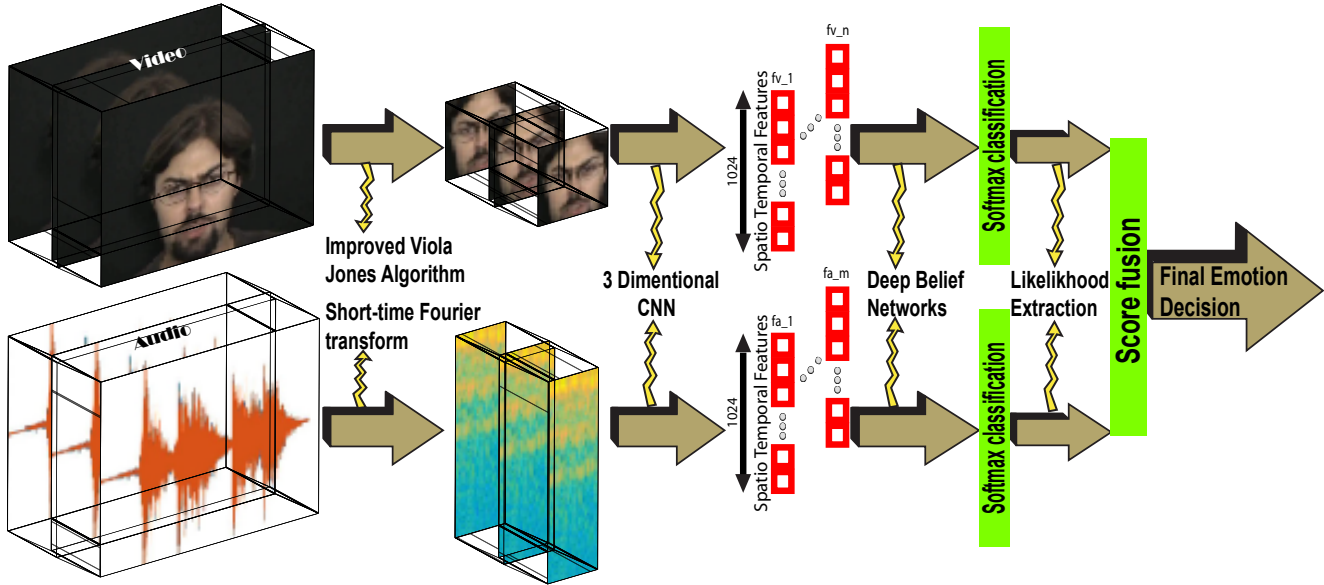 Video
Improved Viola
Jones Algorithm
3 Dimentional
CNN
1024
Spatio Temporal Features
fv_1
fv_n
Deep Belief
Networks
Softmax classification
Likelikhood
Extraction
Score fusion
Final Emotion
Decision
Audio
Short-time Fourier
transform
1024
Spatio Temporal Features
fa_1
fa_m
Softmax classification